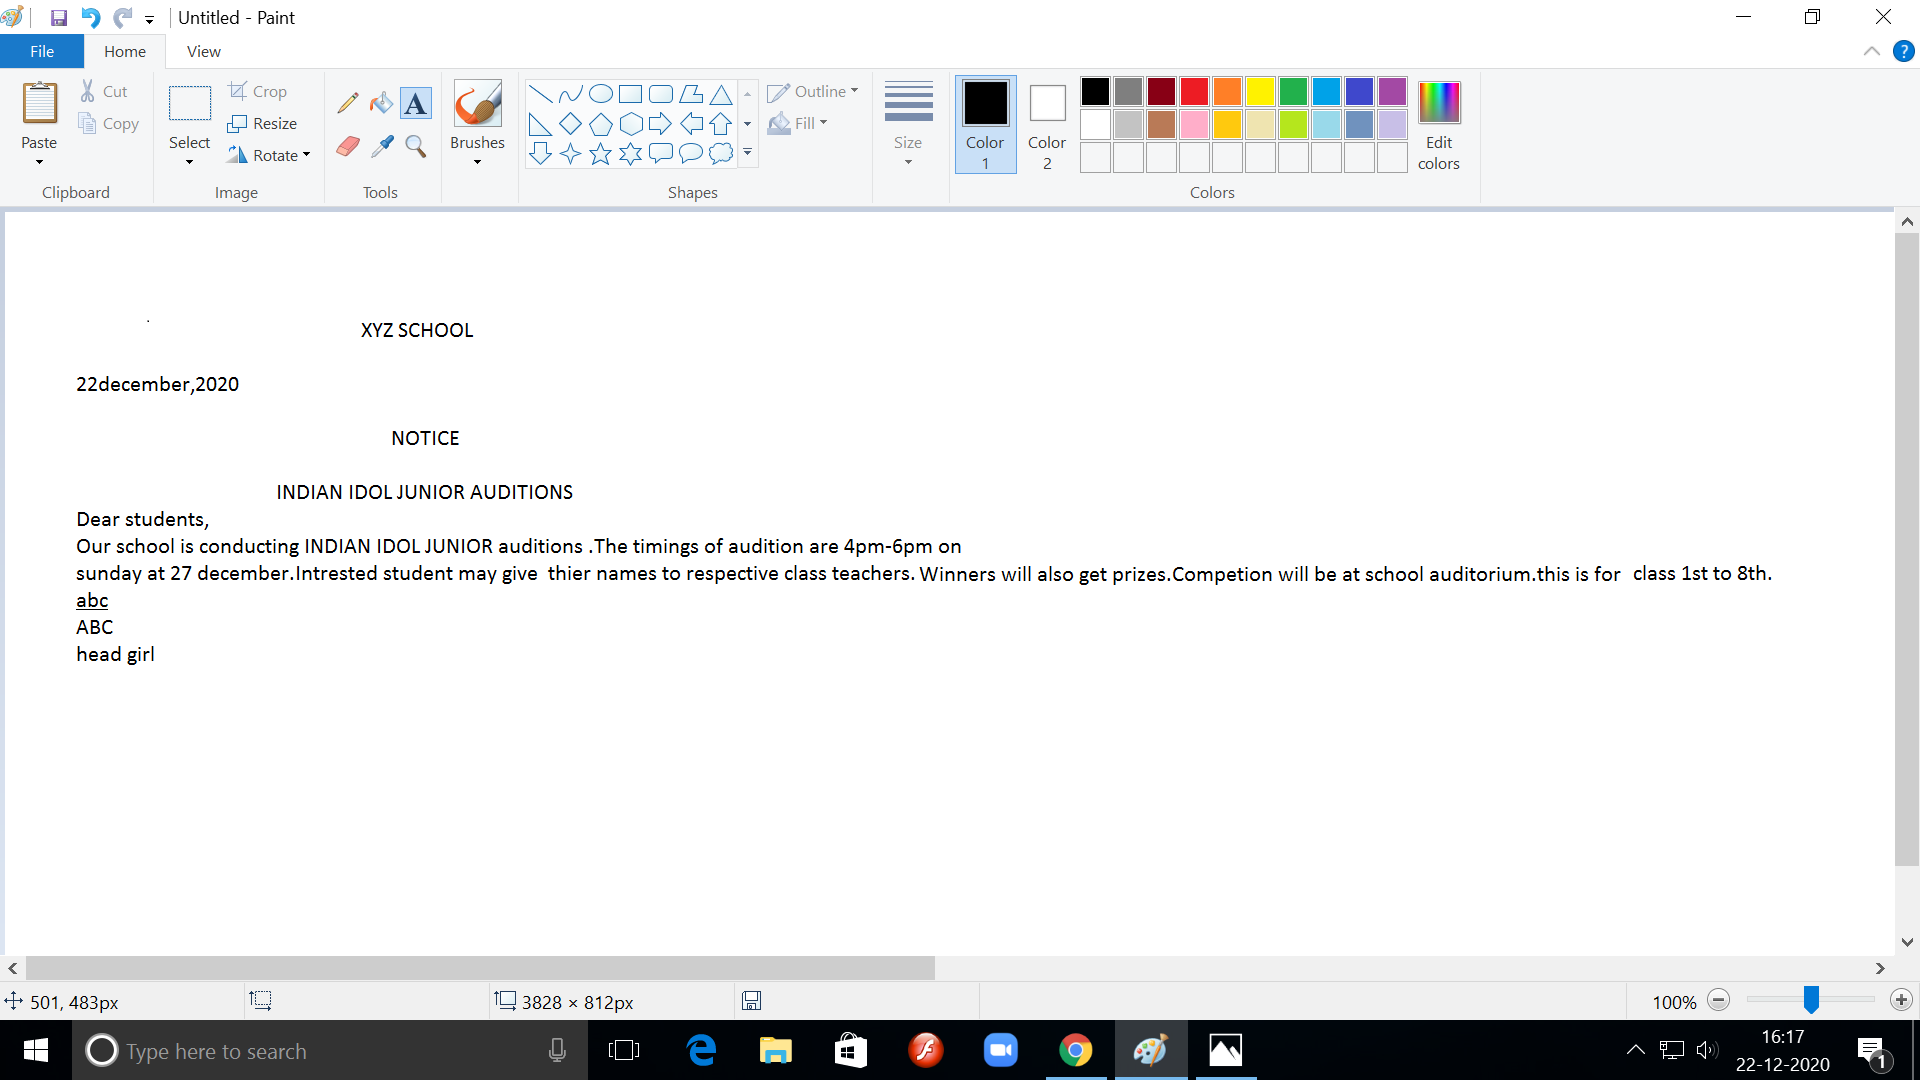 Untitled - Paint
File Home View
Paste
Cut
Copy
Clipboard
Select
Crop
Resize
Rotate
Image
A
Tools
Brushes
Shapes
Outline
Fill
Size
Color 1
Color 2
Edit colors
Colors
XYZ SCHOOL
22december,2020
NOTICE
INDIAN IDOL JUNIOR AUDITIONS
Dear students,
Our school is conducting INDIAN IDOL JUNIOR auditions .The timings of audition are 4pm-6pm on
sunday at 27 december.Intrested student may give  thier names to respective class teachers. Winners will also get prizes.Competion will be at school auditorium.this is for  class 1st to 8th.
abc
ABC
head girl
501, 483px 3828 × 812px 100%
Type here to search
16:17
22-12-2020
1